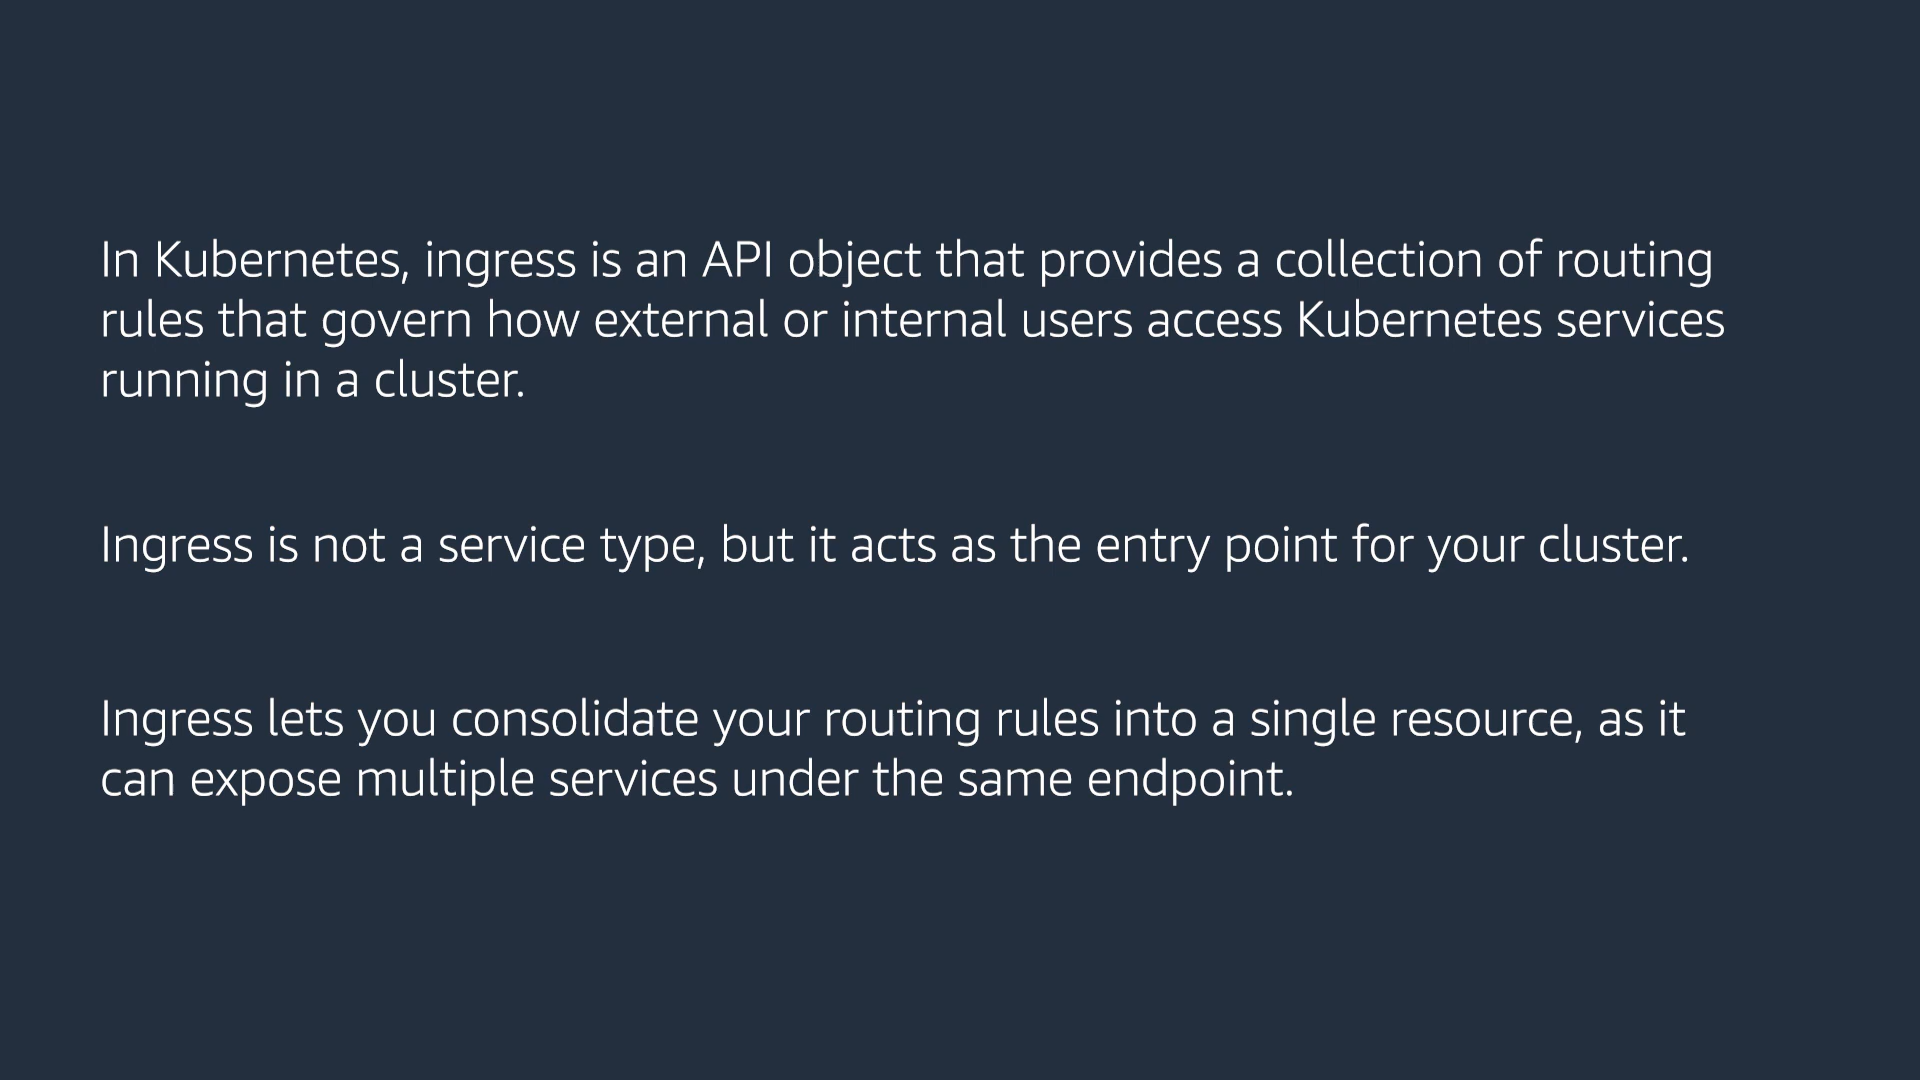 In Kubernetes, ingress is an API object that provides a collection of routing
rules that govern how external or internal users access Kubernetes services
running in a cluster.
Ingress is not a service type, but it acts as the entry point for your cluster.
Ingress lets you consolidate your routing rules into a single resource, as it
can expose multiple services under the same endpoint.